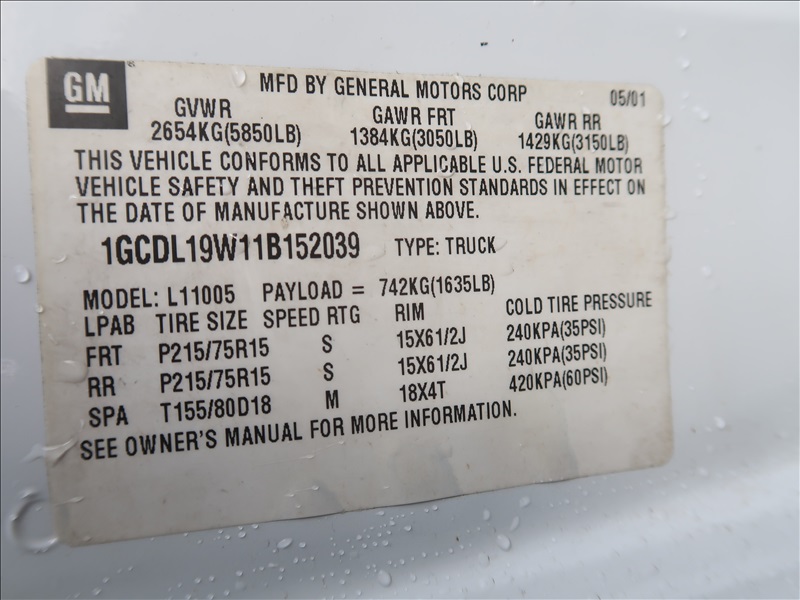 GM
MFD BY GENERAL MOTORS CORP 05/01
GVWR GAWR FRT GAWR RR
2654KG(5850LB) 1384KG(3050LB) 1429KG(3150LB)
THIS VEHICLE CONFORMS TO ALL APPLICABLE U.S. FEDERAL MOTOR
VEHICLE SAFETY AND THEFT PREVENTION STANDARDS IN EFFECT ON
THE DATE OF MANUFACTURE SHOWN ABOVE.
1GCDL19W11B152039 TYPE: TRUCK
MODEL: L11005 PAYLOAD = 742KG(1635LB)
LPAB TIRE SIZE SPEED RTG RIM COLD TIRE PRESSURE
FRT P215/75R15 S 15X61/2J 240KPA(35PSI)
RR P215/75R15 S 15X61/2J 240KPA(35PSI)
SPA T155/80D18 M 18X4T 420KPA(60PSI)
SEE OWNER'S MANUAL FOR MORE INFORMATION.